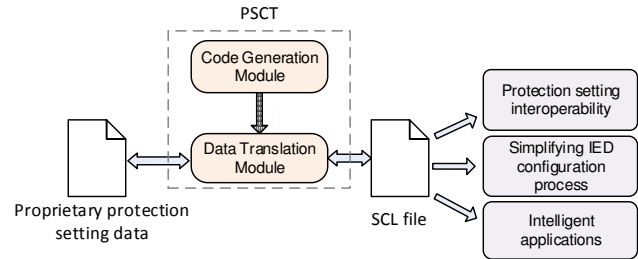 PSCT
Code Generation
Module
Data Translation
Module
Proprietary protection
setting data
SCL file
Protection setting
interoperability
Simplifying IED
configuration
process
Intelligent
applications